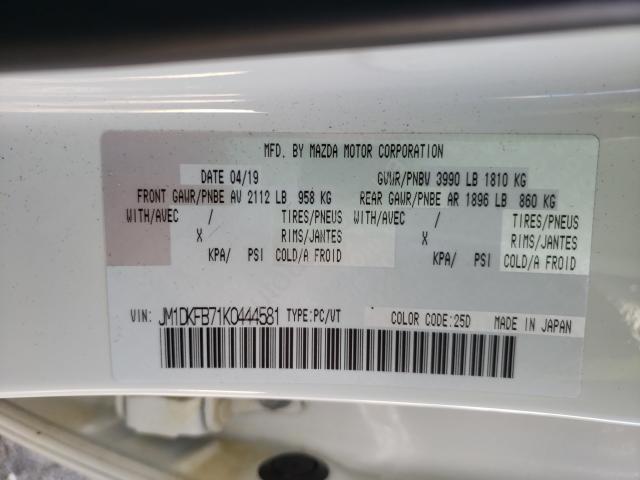 MFD. BY MAZDA MOTOR CORPORATION
DATE 04/19 GVWR/PNBV 3990 LB 1810 KG
FRONT GAWR/PNBE AV 2112 LB 958 KG REAR GAWR/PNBE AR 1896 LB 860 KG
WITH/AVEC / TIRES/PNEUS WITH/AVEC / TIRES/PNEUS
X RIMS/JANTES X RIMS/JANTES
KPA/ PSI COLD/A FROID KPA/ PSI COLD/A FROID
VIN: JM1DKFB71K0444581 TYPE:PC/VT COLOR CODE:25D MADE IN JAPAN